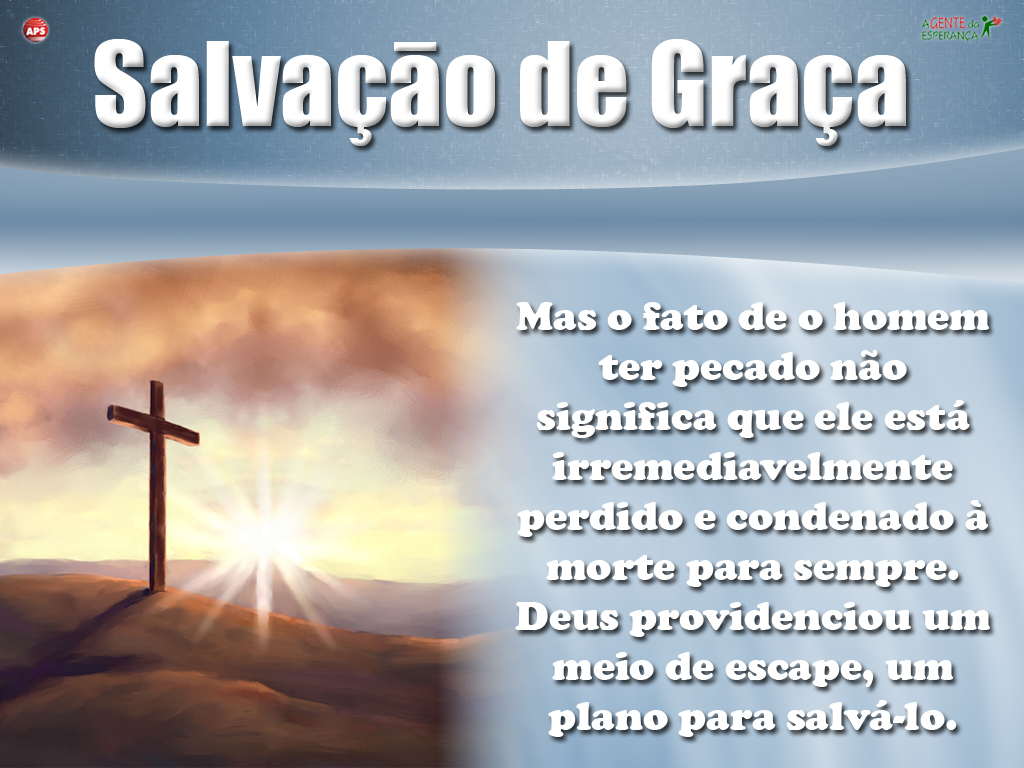 APS
AGENTE da
ESPERANÇA
Salvação de Graça
Mas o fato de o homem
ter pecado não
significa que ele está
irremediavelmente
perdido e condenado à
morte para sempre.
Deus providenciou um
meio de escape, um
plano para salvá-lo.